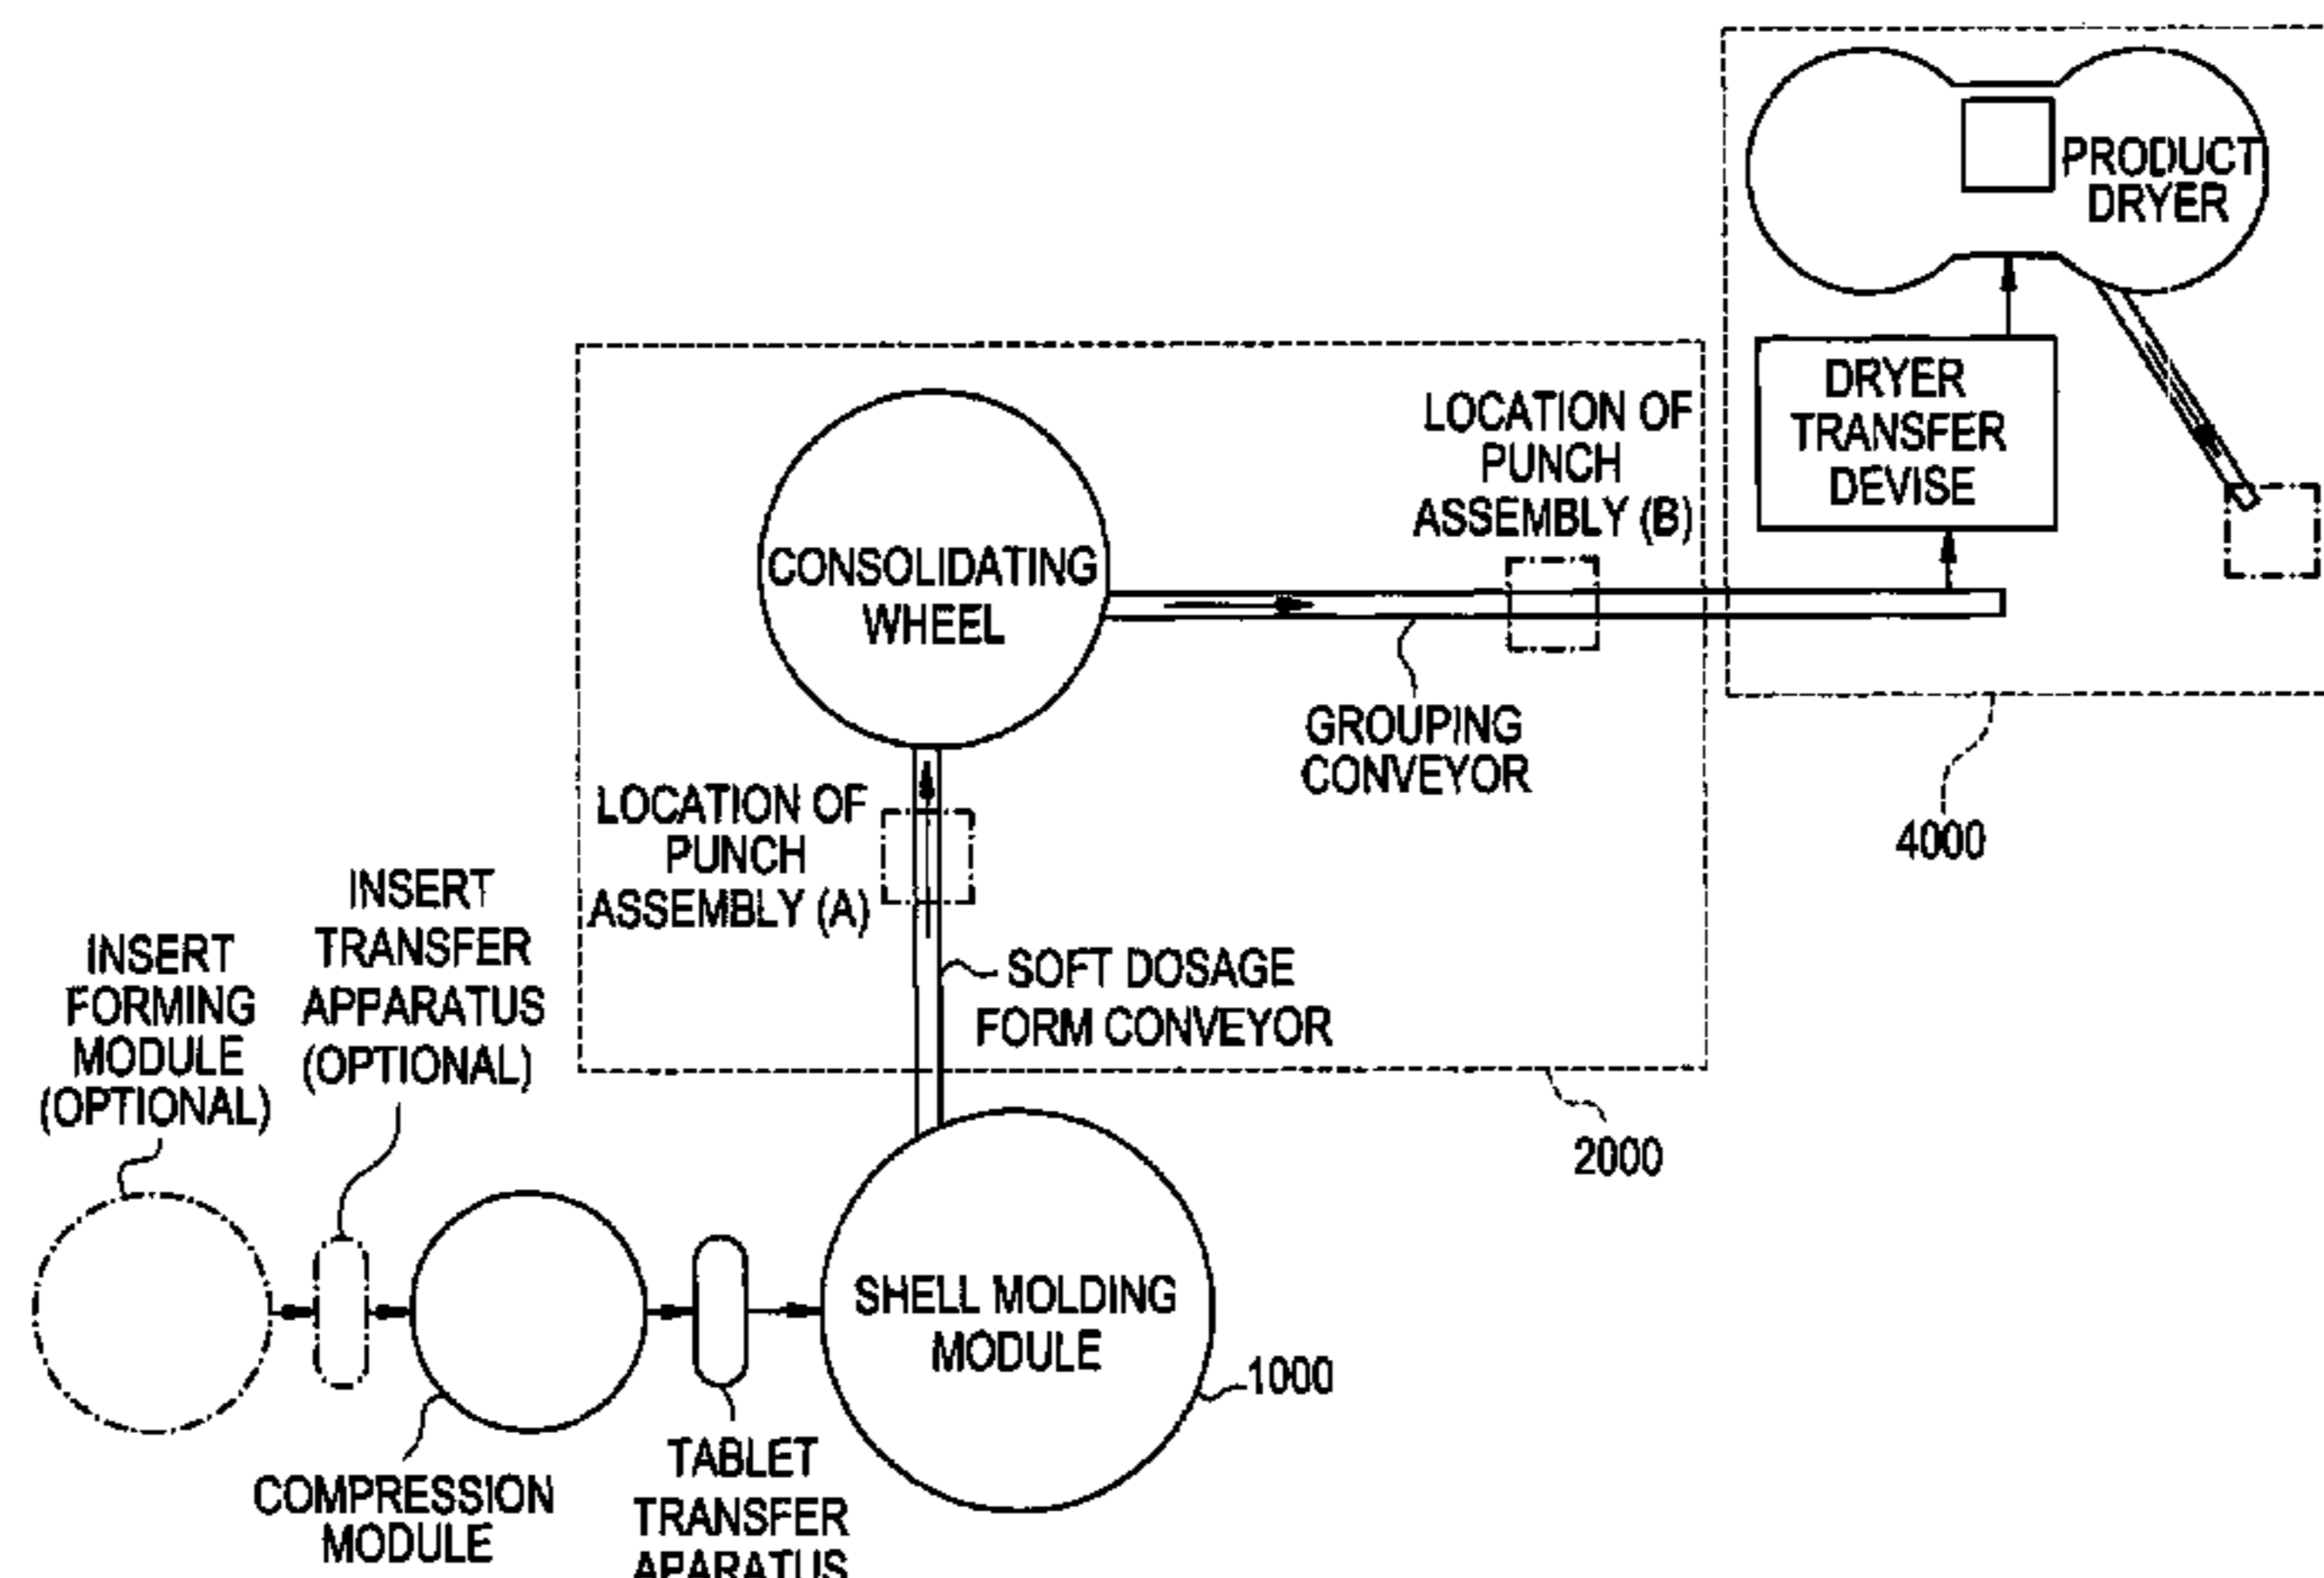 PRODUCT
DRYER
DRYER
TRANSFER
DEVISE
LOCATION OF
PUNCH
ASSEMBLY (B)
CONSOLIDATING
WHEEL
GROUPING
CONVEYOR
4000
LOCATION OF
PUNCH
ASSEMBLY (A)
SOFT DOSAGE
FORM CONVEYOR
2000
INSERT
FORMING
MODULE
(OPTIONAL)
INSERT
TRANSFER
APPARATUS
(OPTIONAL)
SHELL MOLDING
MODULE
1000
COMPRESSION
MODULE
TABLET
TRANSFER
APARATUS